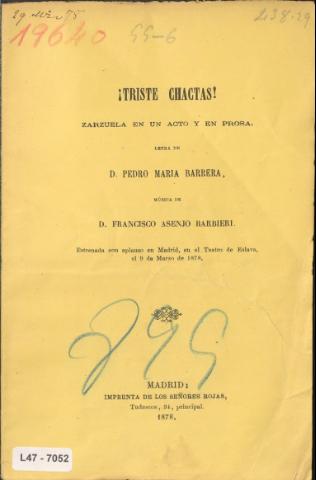 19640
¡TRISTE CHACTAS!
ZARZUELA EN UN ACTO Y EN PROSA.
LETRA DE
D. PEDRO MARIA BARRERA,
MÚSICA DE
D. FRANCISCO ASENJO BARBIERI.
Estrenada con aplauso en Madrid, en el Teatro de Eslava,
el 9 de Marzo de 1878,
MADRID:
IMPRENTA DE LOS SEÑORES ROJAS,
Tudescos, 34, principal.
1878,
L47 - 7052